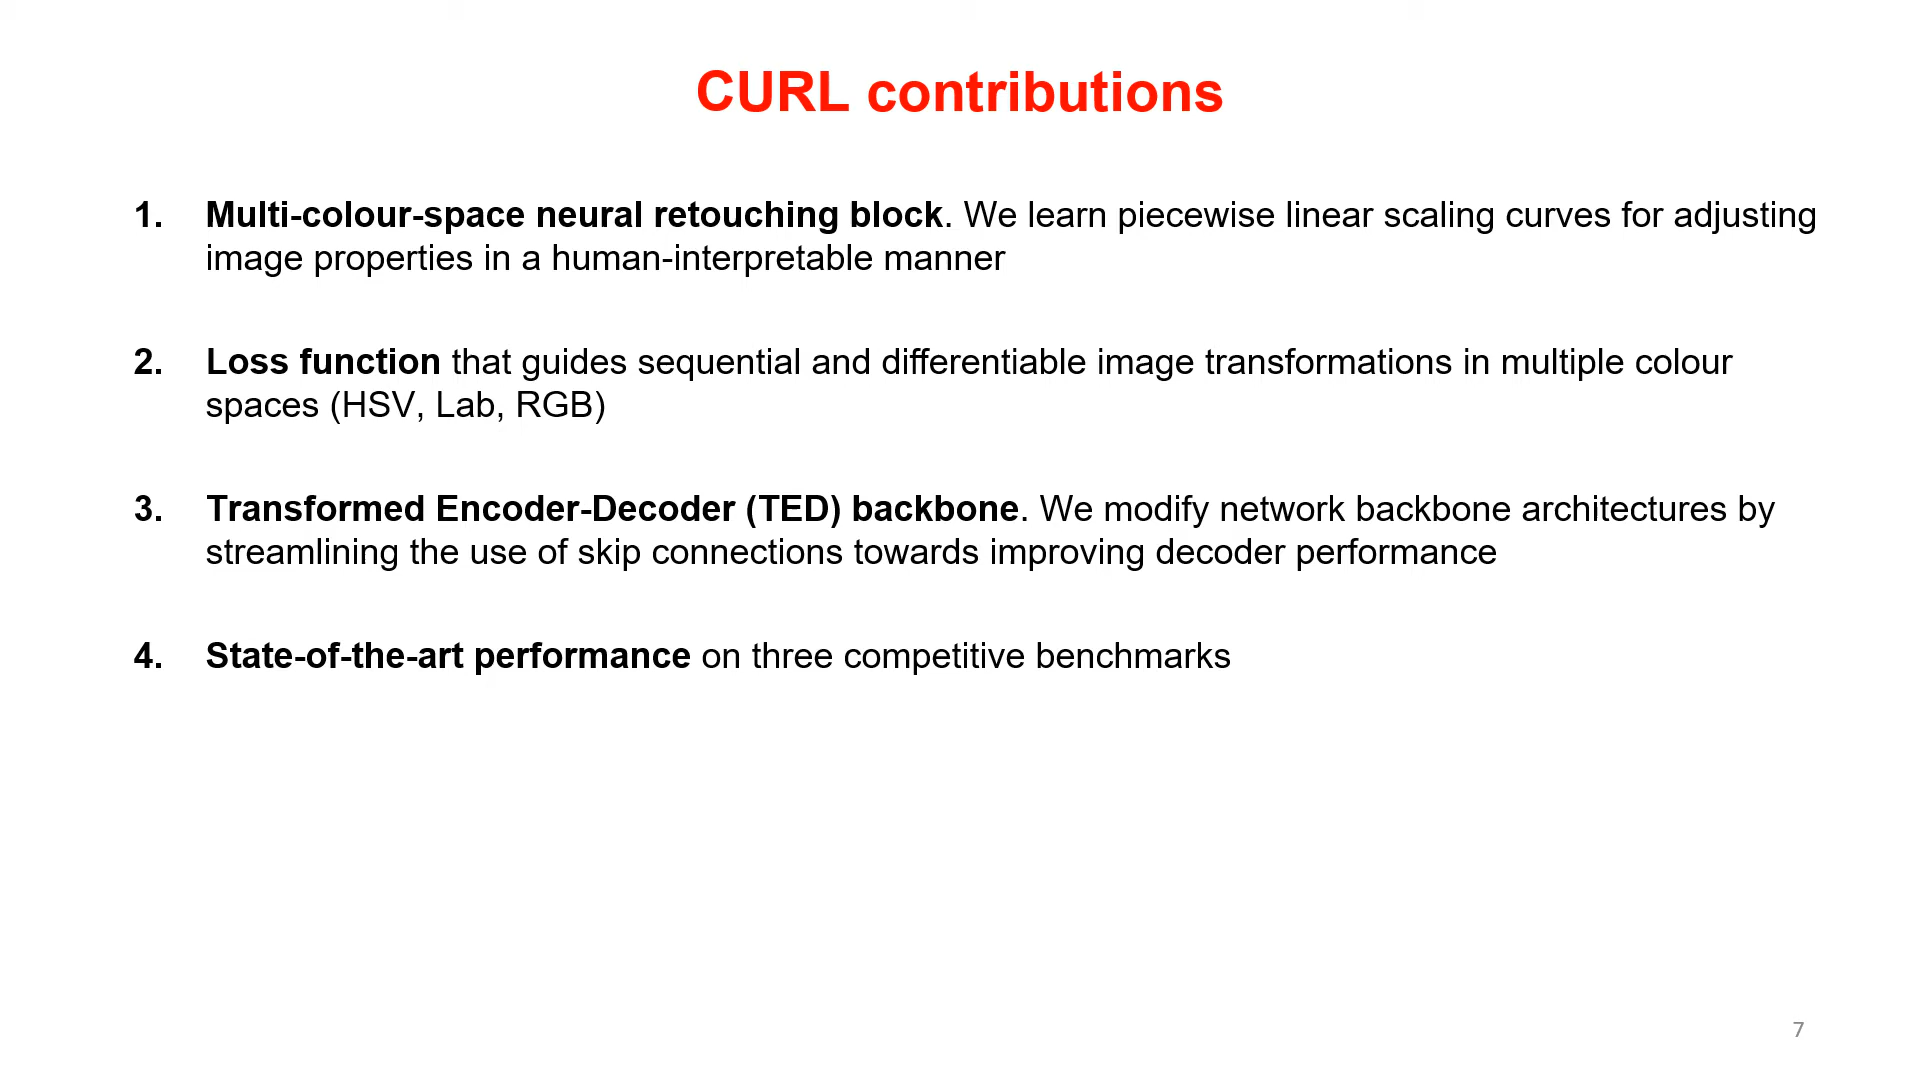 CURL contributions
1. Multi-colour-space neural retouching block. We learn piecewise linear scaling curves for adjusting
image properties in a human-interpretable manner
2. Loss function that guides sequential and differentiable image transformations in multiple colour
spaces (HSV, Lab, RGB)
3. Transformed Encoder-Decoder (TED) backbone. We modify network backbone architectures by
streamlining the use of skip connections towards improving decoder performance
4. State-of-the-art performance on three competitive benchmarks
7